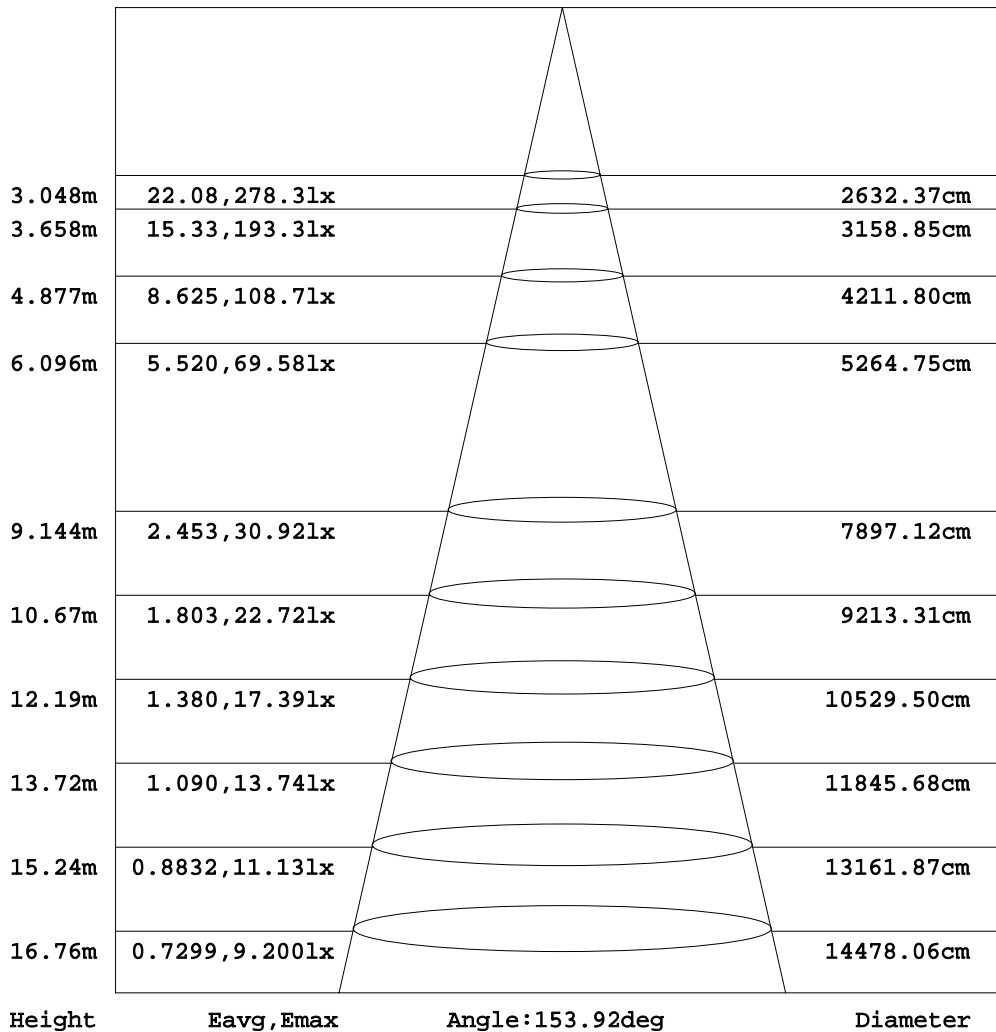 3.048m 22.08,278.3lx 2632.37cm
3.658m 15.33,193.3lx 3158.85cm
4.877m 8.625,108.7lx 4211.80cm
6.096m 5.520,69.58lx 5264.75cm
9.144m 2.453,30.92lx 7897.12cm
10.67m 1.803,22.72lx 9213.31cm
12.19m 1.380,17.39lx 10529.50cm
13.72m 1.090,13.74lx 11845.68cm
15.24m 0.8832,11.13lx 13161.87cm
16.76m 0.7299,9.200lx 14478.06cm
Height Eavg,Emax Angle:153.92deg Diameter